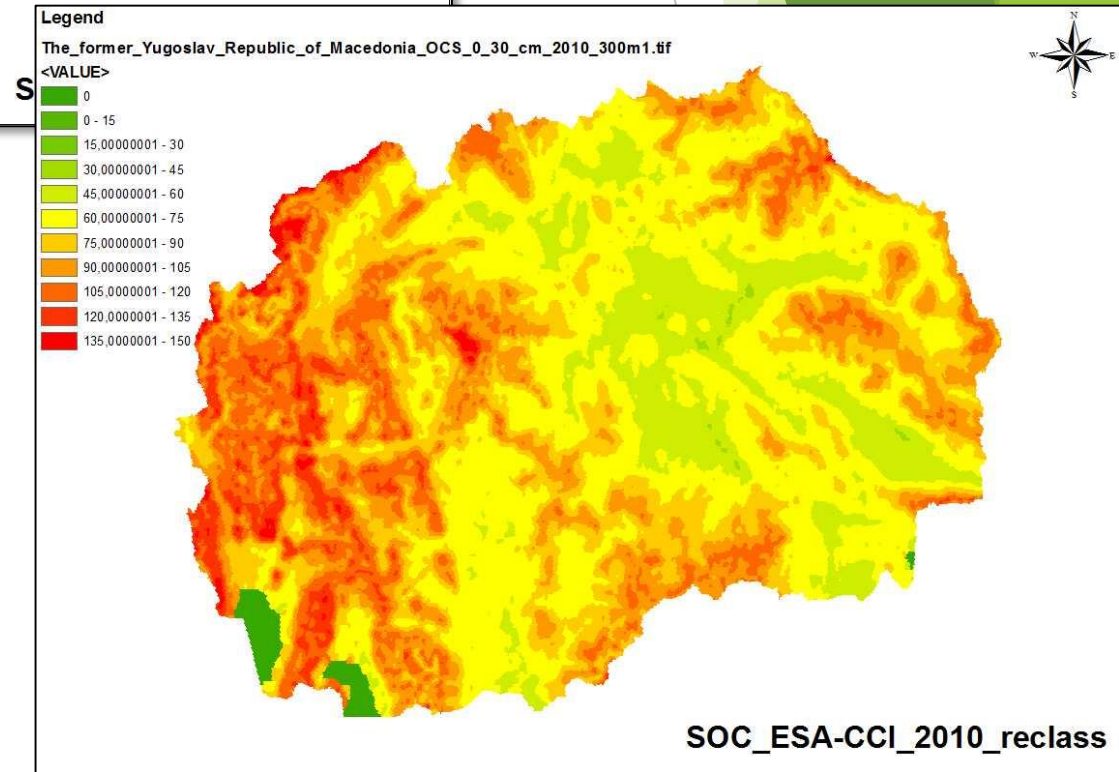 Legend
The_former_Yugoslav_Republic_of_Macedonia_OCS_0_30_cm_2010_300m1.tif
<VALUE>
S
0
0 - 15
15,00000001 - 30
30,00000001 - 45
45,00000001 - 60
60,00000001 - 75
75,00000001 - 90
90,00000001 - 105
105,0000001 - 120
120,0000001 - 135
135,0000001 - 150
N
W E
S
SOC_ESA-CCI_2010_reclass